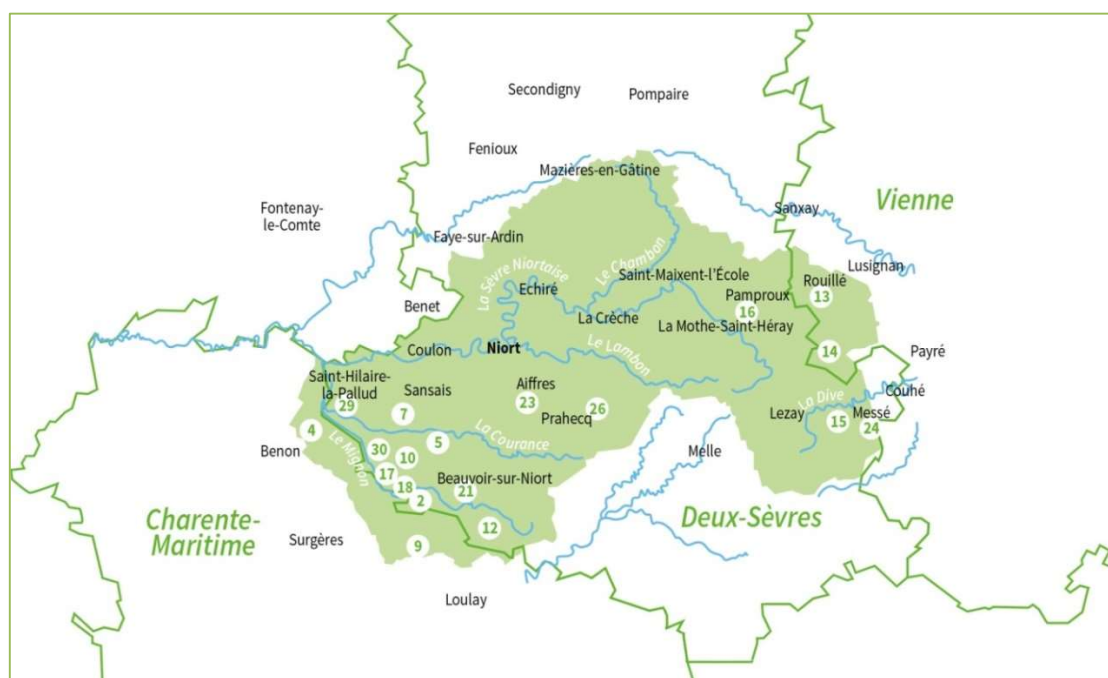 Secondigny
Pompaire
Fenioux
Mazières-en-Gâtine
Vienne
Sanxay
Fontenay-
le-Comte
Faye-sur-Ardin
La Sèvre Niortaise
Le Chambon
Saint-Maixent-l'École
Lusignan
Rouillé
13
Echiré
Pamproux
16
Benet
La Crèche
La Mothe-Saint-Héray
Coulon
Niort
Le Lambon
14
Payré
Saint-Hilaire-
la-Pallud
29
Sansais
7
Aiffres
23
Prahecq
26
La Dive
Couhé
Lezay
Messé
15
24
4
Benon
Le Mignon
5
La Courance
30
10
Melle
17
18
2
Beauvoir-sur-Niort
21
12
9
Charente-
Maritime
Surgères
Deux-Sèvres
Loulay